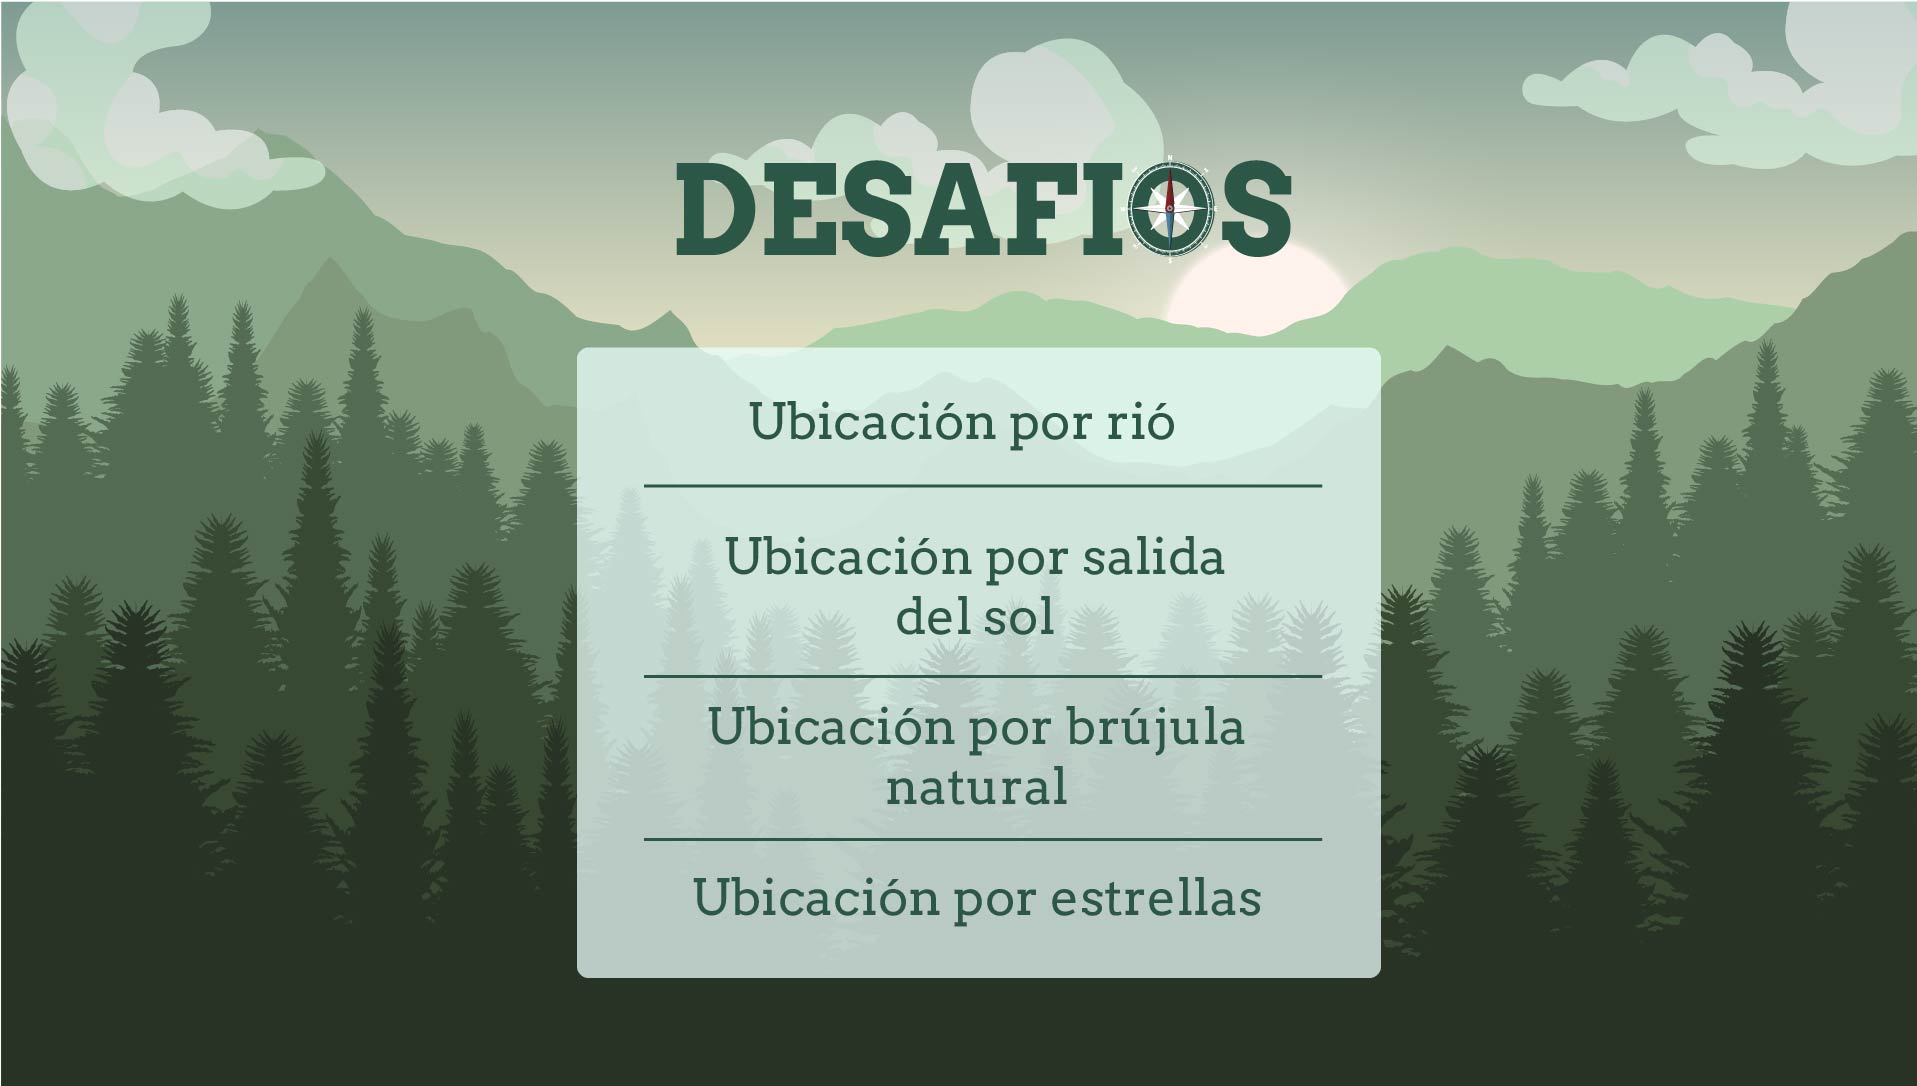 DESAFIOS
Ubicación por rió
Ubicación por salida
del sol
Ubicación por brújula
natural
Ubicación por estrellas